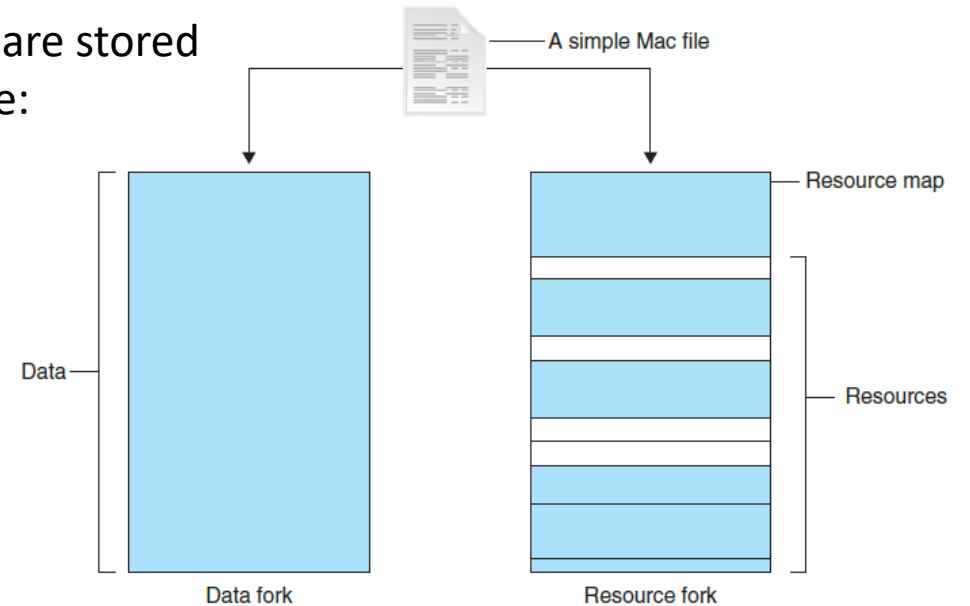 are stored
e:
A simple Mac file
Resource map
Data
Resources
Data fork
Resource fork